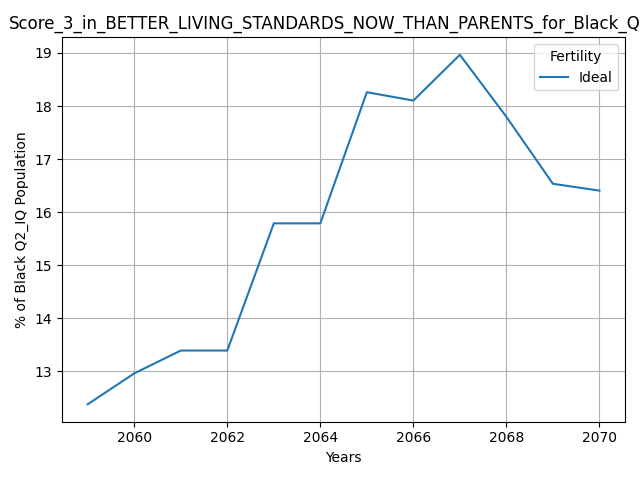 Score_3_in_BETTER_LIVING_STANDARDS_NOW_THAN_PARENTS_for_Black_Q
Fertility
Ideal
% of Black Q2_IQ Population
19
18
17
16
15
14
13
2060 2062 2064 2066 2068 2070
Years